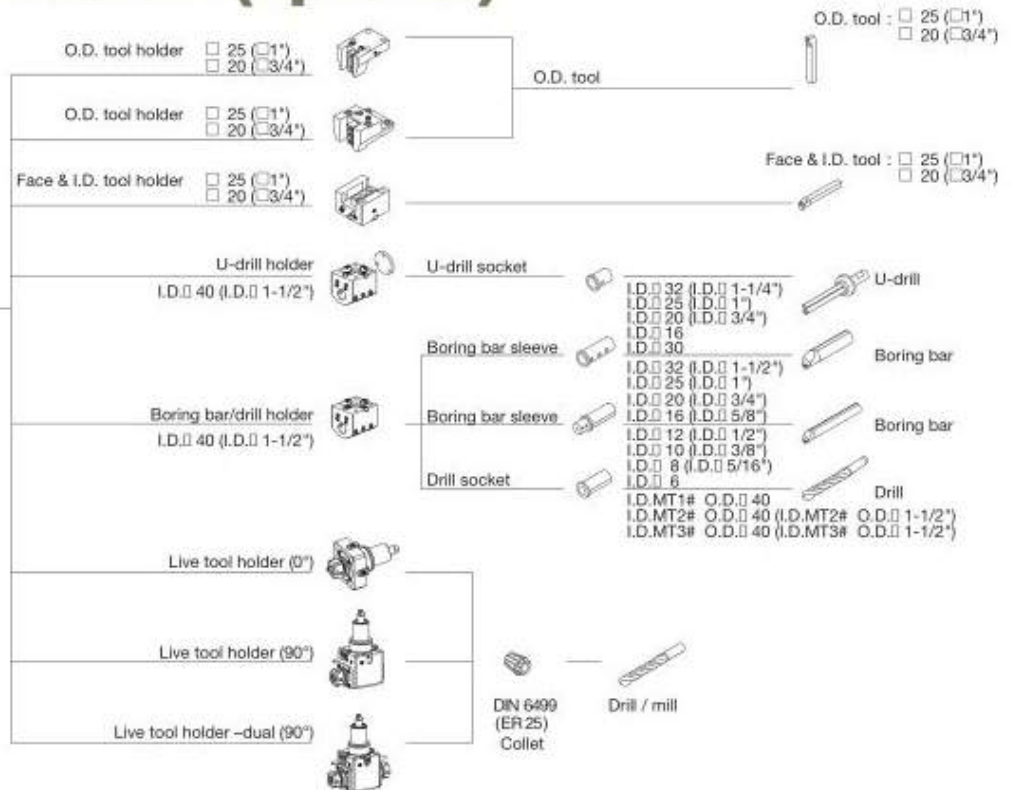 O.D. tool holder □ 25 (□1")
□ 20 (□3/4")
O.D. tool
O.D. tool : □ 25 (□1")
□ 20 (□3/4")
O.D. tool holder □ 25 (□1")
□ 20 (□3/4")
Face & I.D. tool holder □ 25 (□1")
□ 20 (□3/4")
Face & I.D. tool : □ 25 (□1")
□ 20 (□3/4")
U-drill holder
I.D.▯ 40 (I.D.▯ 1-1/2")
U-drill socket
I.D.▯ 32 (I.D.▯ 1-1/4")
I.D.▯ 25 (I.D.▯ 1")
I.D.▯ 20 (I.D.▯ 3/4")
I.D.▯ 16
I.D.▯ 30
U-drill
Boring bar/drill holder
I.D.▯ 40 (I.D.▯ 1-1/2")
Boring bar sleeve
I.D.▯ 32 (I.D.▯ 1-1/2")
I.D.▯ 25 (I.D.▯ 1")
I.D.▯ 20 (I.D.▯ 3/4")
I.D.▯ 16 (I.D.▯ 5/8")
Boring bar
Boring bar sleeve
I.D.▯ 12 (I.D.▯ 1/2")
I.D.▯ 10 (I.D.▯ 3/8")
I.D.▯ 8 (I.D.▯ 5/16")
I.D.▯ 6
Boring bar
Drill socket
I.D.MT1# O.D.▯ 40
I.D.MT2# O.D.▯ 40 (I.D.MT2# O.D.▯ 1-1/2")
I.D.MT3# O.D.▯ 40 (I.D.MT3# O.D.▯ 1-1/2")
Drill
Live tool holder (0°)
Live tool holder (90°)
Live tool holder –dual (90°)
DIN 6499
(ER 25)
Collet
Drill / mill